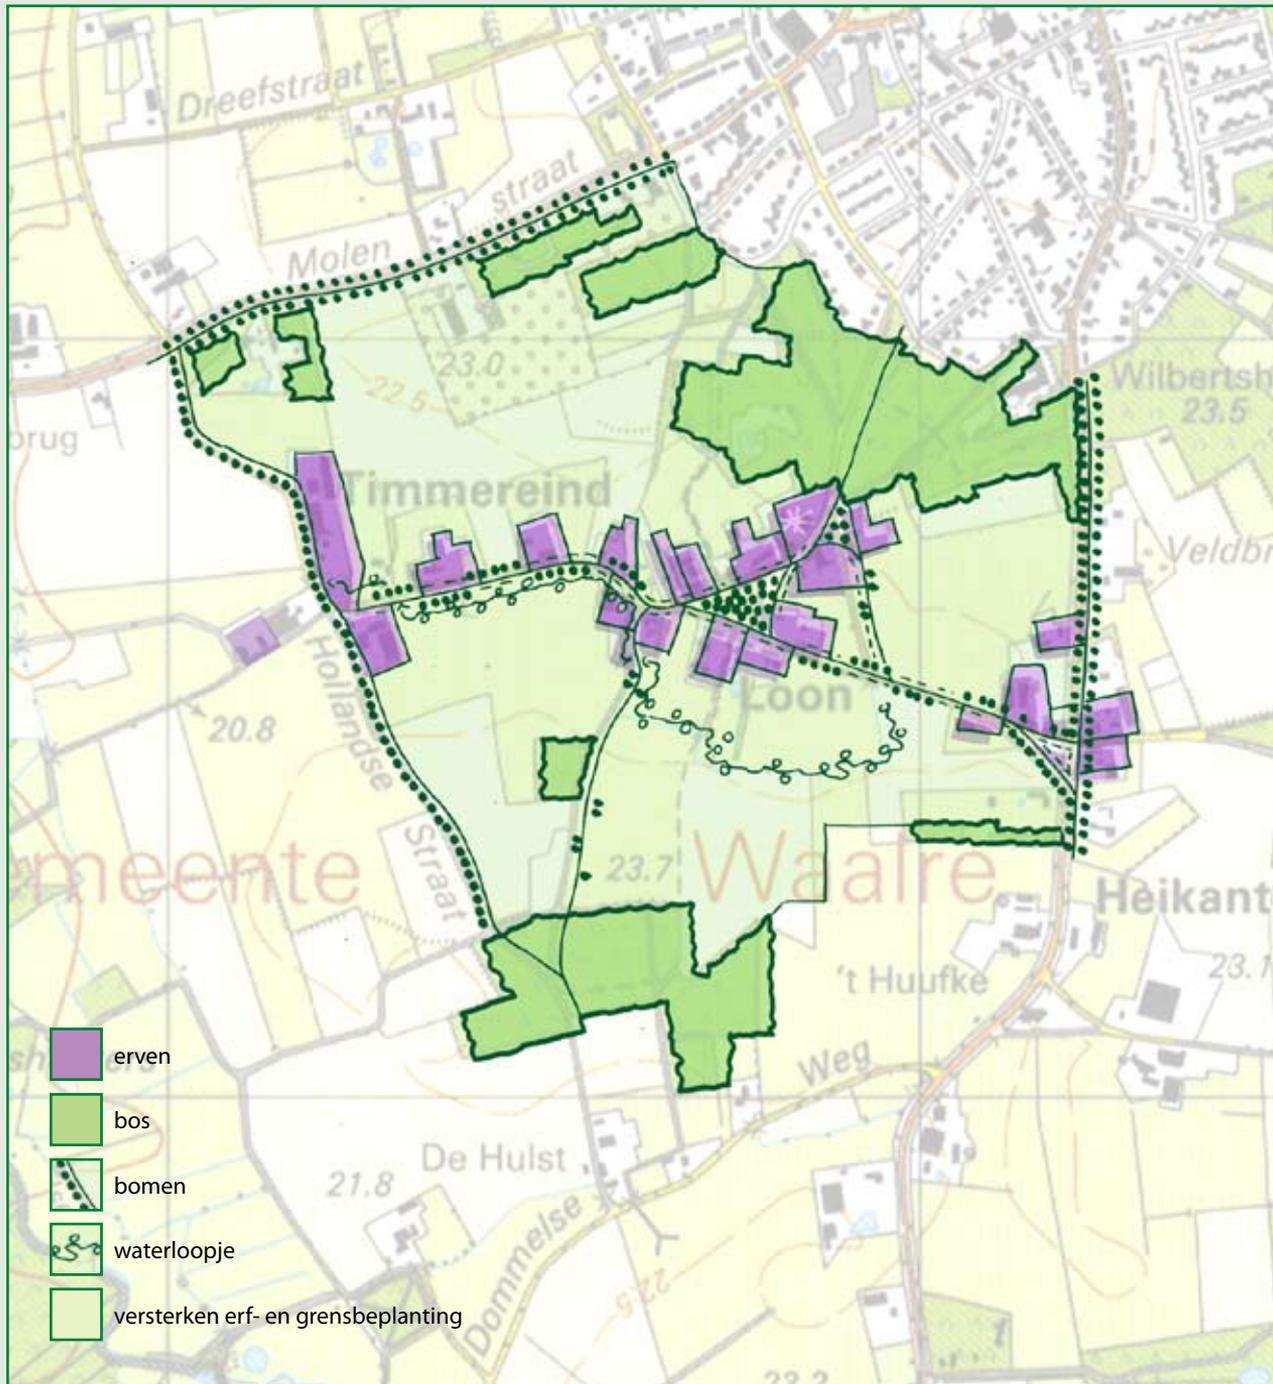 Dreefstraat
straat
Molen
23.0
22.5
Wilbertsh
23.5
brug
Timmereind
Veldbr
Hollandse
Straat
20.8
Loon
meente
Waalre
23.7
Heikant
't Huufke
23.1
Weg
De Hulst
21.8
Dommelse
22.5
23.2
erven
bos
bomen
waterloopje
versterken erf- en grensbeplanting